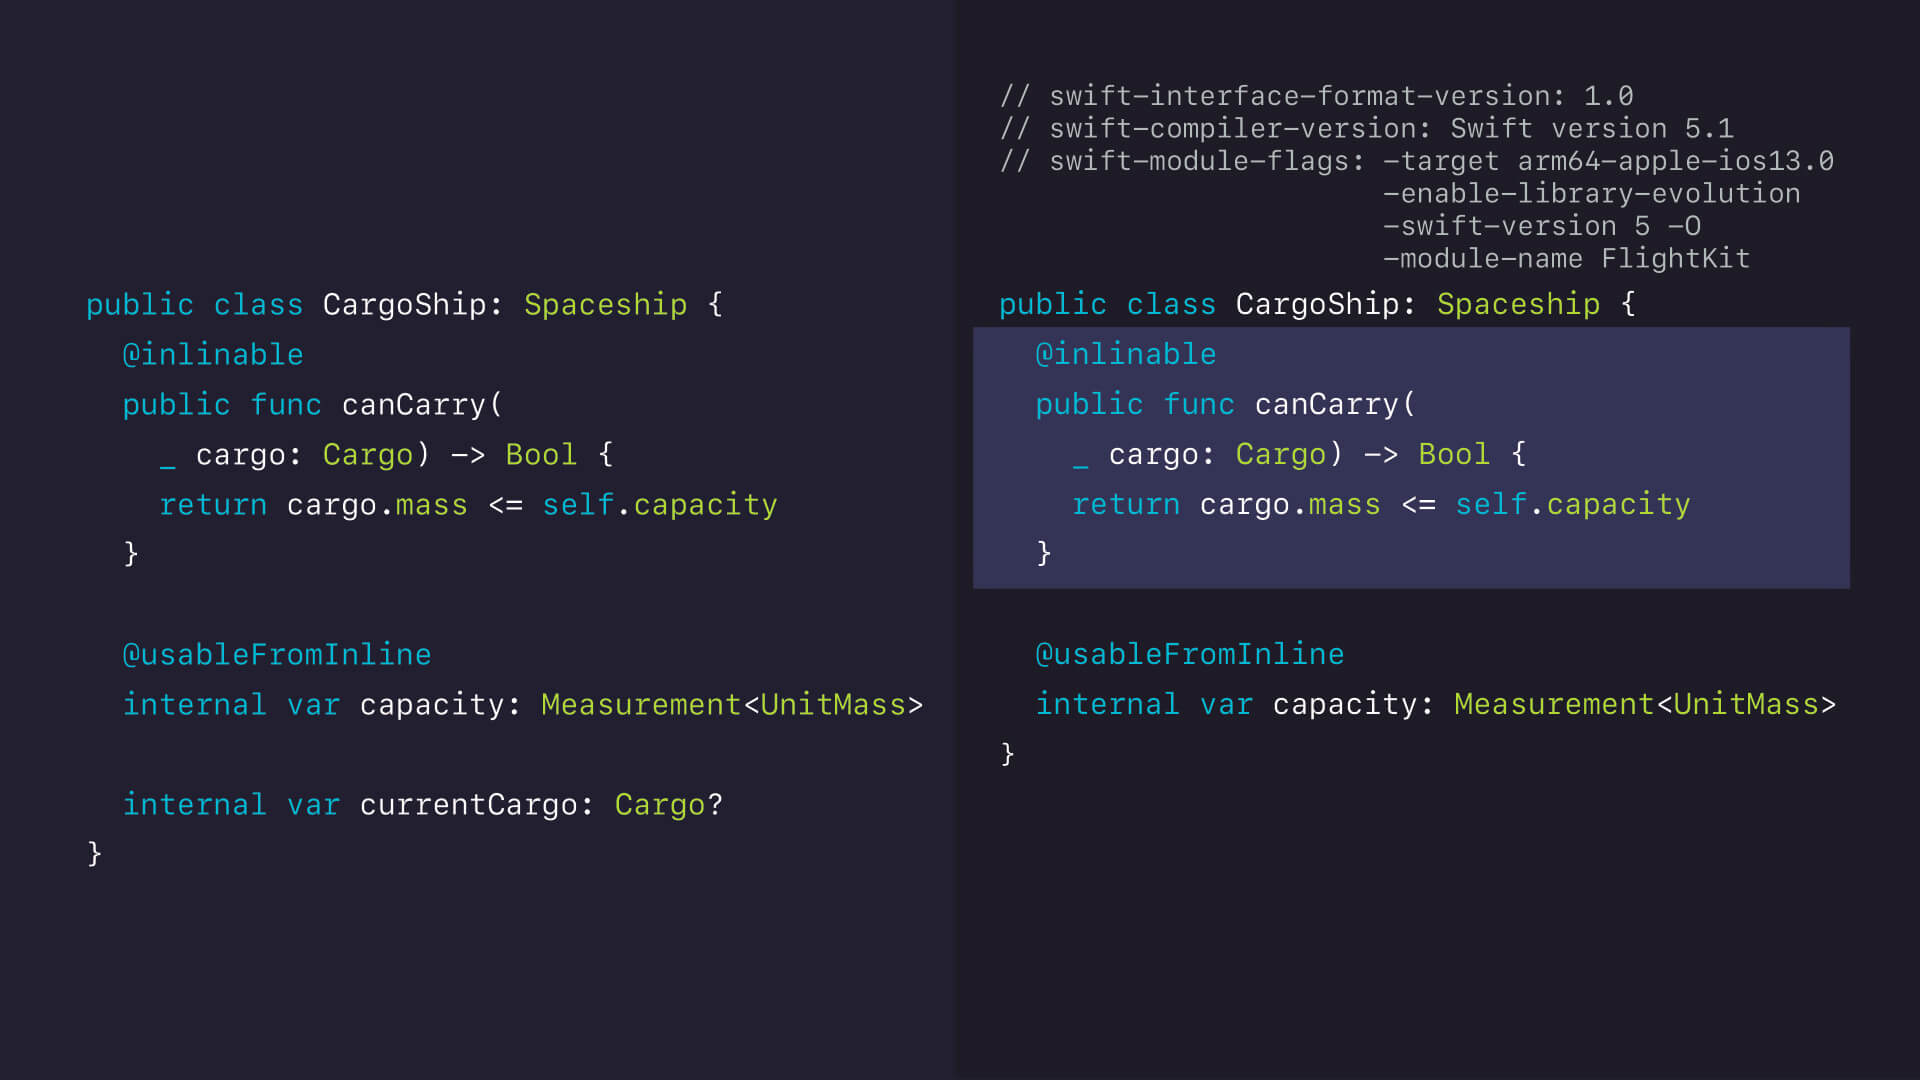 public class CargoShip: Spaceship {
  @inlinable
  public func canCarry(
    _ cargo: Cargo) -> Bool {
    return cargo.mass <= self.capacity
  }
  @usableFromInline
  internal var capacity: Measurement<UnitMass>
  internal var currentCargo: Cargo?
}
// swift-interface-format-version: 1.0
// swift-compiler-version: Swift version 5.1
// swift-module-flags: -target arm64-apple-ios13.0
                       -enable-library-evolution
                       -swift-version 5 -O
                       -module-name FlightKit
public class CargoShip: Spaceship {
  @inlinable
  public func canCarry(
    _ cargo: Cargo) -> Bool {
    return cargo.mass <= self.capacity
  }
  @usableFromInline
  internal var capacity: Measurement<UnitMass>
}